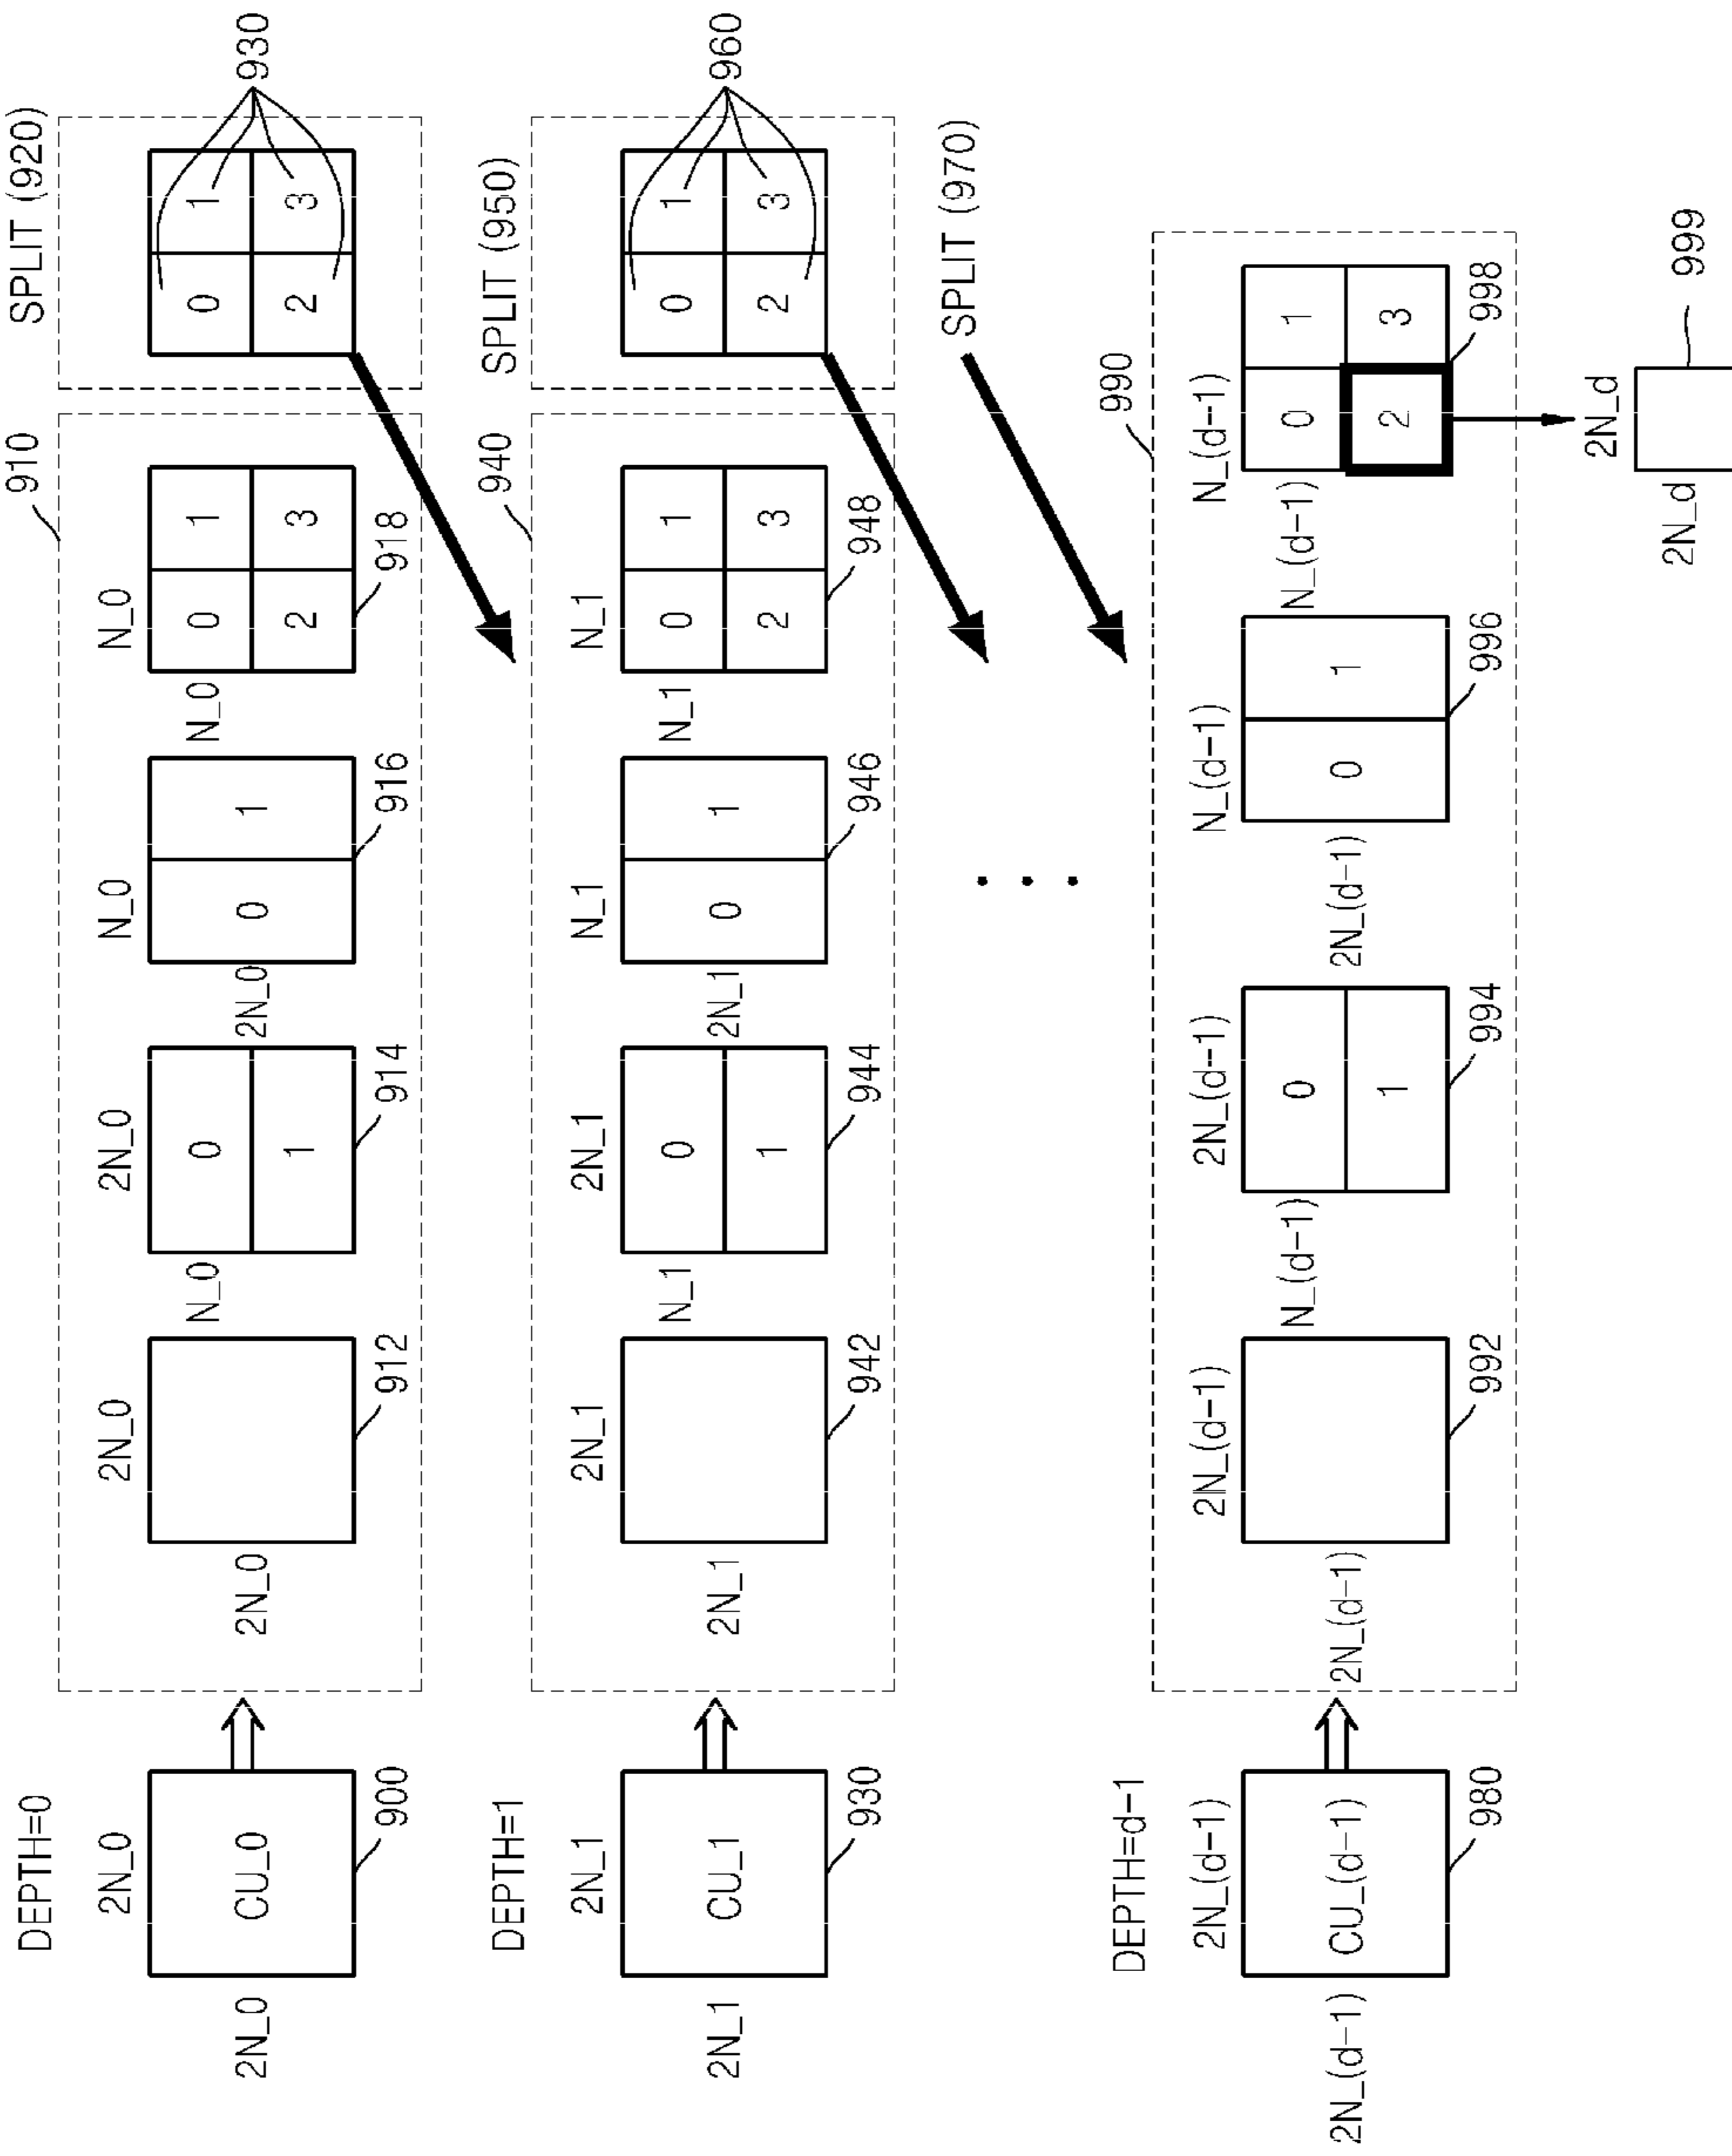 DEPTH=0
2N_0
2N_0
CU_0
900
910
2N_0
2N_0
912
2N_0
N_0
0
1
914
N_0
2N_0
0
1
916
N_0
N_0
0
1
2
3
918
SPLIT (920)
0
1
2
3
930
DEPTH=1
2N_1
2N_1
CU_1
930
940
2N_1
2N_1
942
2N_1
N_1
0
1
944
N_1
2N_1
0
1
946
N_1
N_1
0
1
2
3
948
SPLIT (950)
0
1
2
3
960
SPLIT (970)
DEPTH=d-1
2N_(d-1)
2N_(d-1)
CU_(d-1)
980
990
2N_(d-1)
2N_(d-1)
992
2N_(d-1)
N_(d-1)
0
1
994
N_(d-1)
2N_(d-1)
0
1
996
N_(d-1)
N_(d-1)
0
1
2
3
998
2N_d
2N_d
999